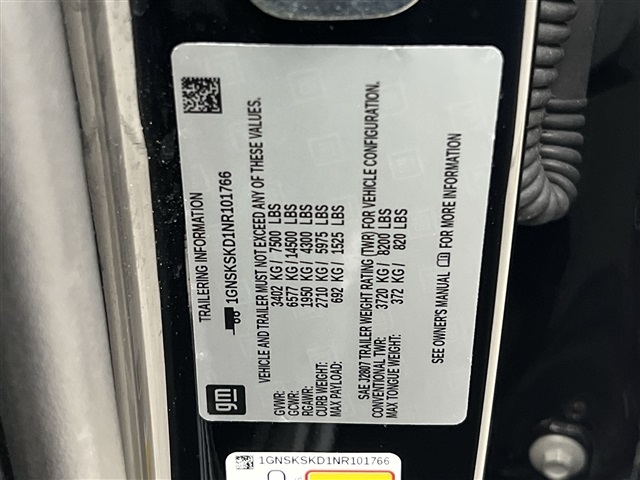 TRAILERING INFORMATION
1GNSKSKD1NR101766
VEHICLE AND TRAILER MUST NOT EXCEED ANY OF THESE VALUES.
GVWR: 3402 KG / 7500 LBS
GCWR: 6577 KG / 14500 LBS
RGAWR: 1950 KG / 4300 LBS
CURB WEIGHT: 2710 KG / 5975 LBS
MAX PAYLOAD: 692 KG / 1525 LBS
SAE J2807 TRAILER WEIGHT RATING (TWR) FOR VEHICLE CONFIGURATION.
CONVENTIONAL TWR: 3720 KG / 8200 LBS
MAX TONGUE WEIGHT: 372 KG / 820 LBS
SEE OWNER'S MANUAL FOR MORE INFORMATION
gm
1GNSKSKD1NR101766